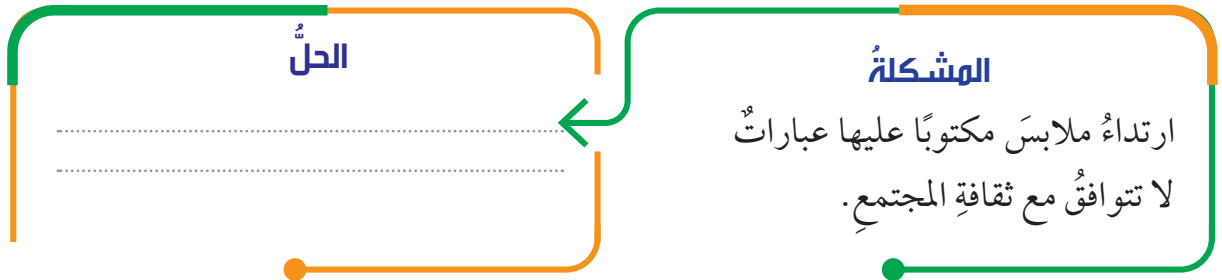 المشكلةُ
ارتداءُ ملابسَ مكتوبًا عليها عباراتٌ
لا تتوافقُ مع ثقافةِ المجتمعِ.
الحلُّ